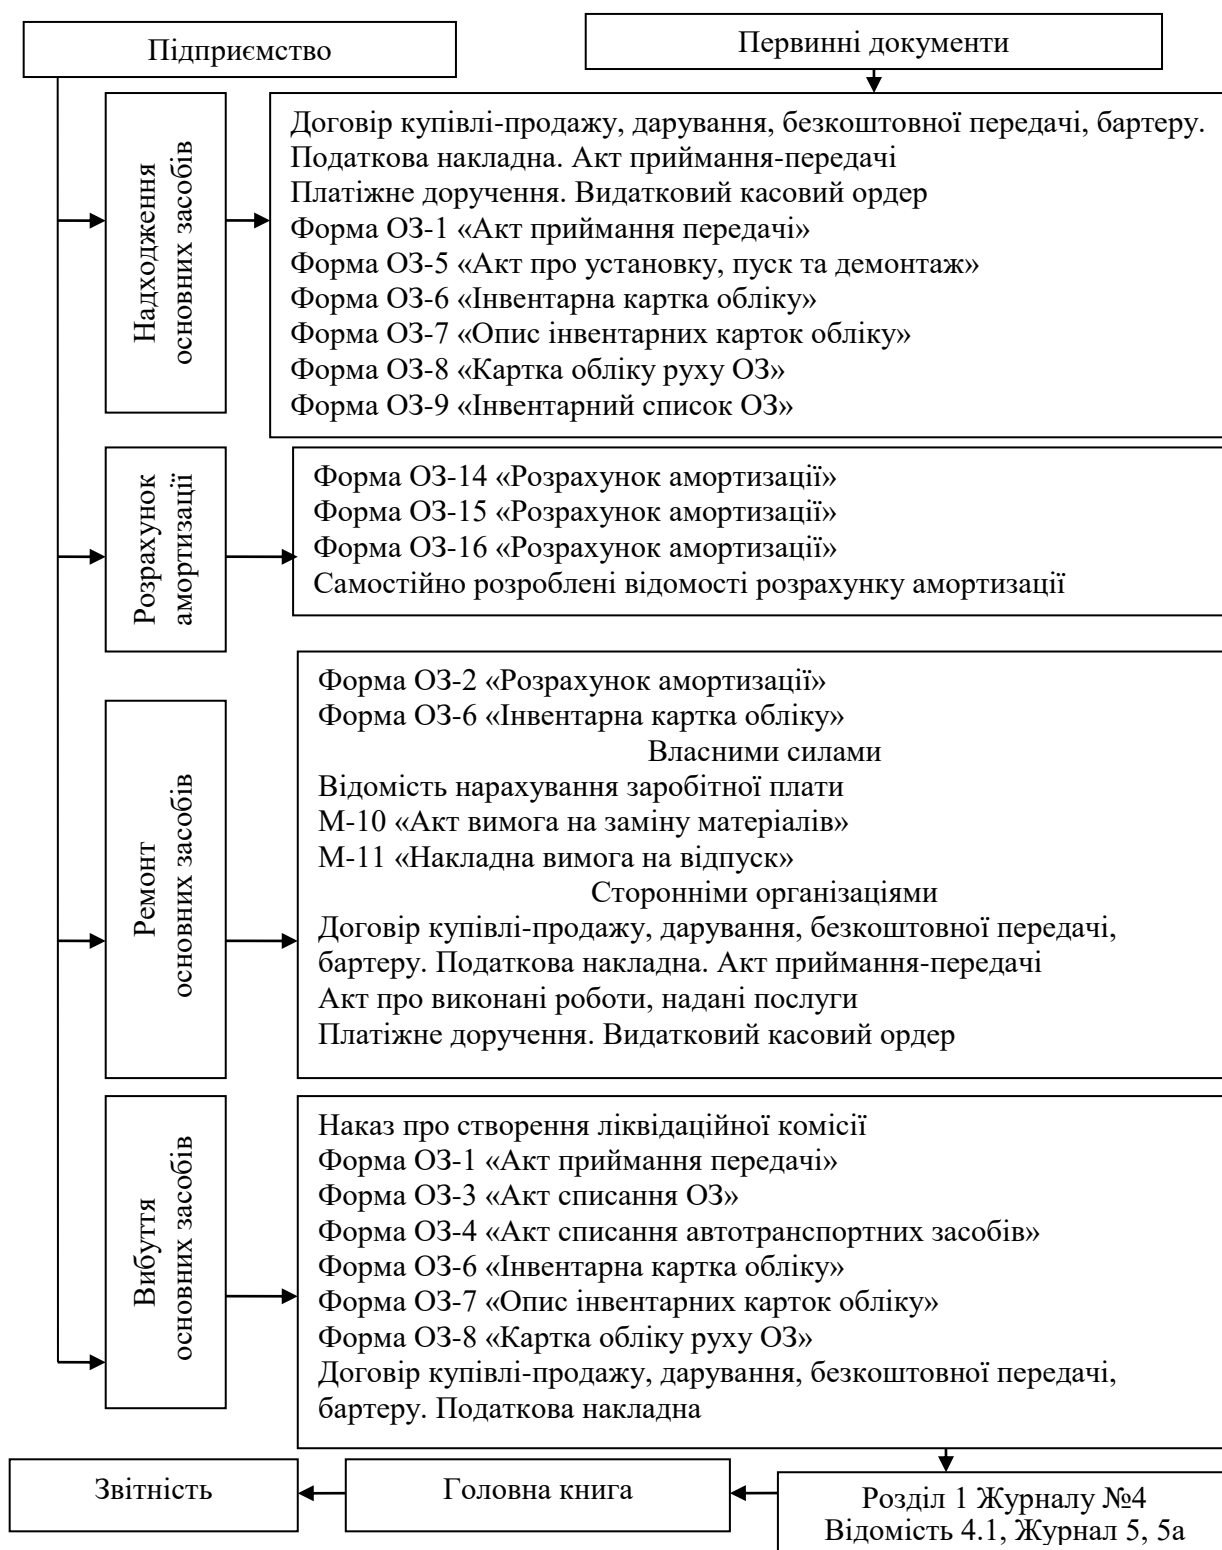 Підприємство
Первинні документи
Надходження
основних засобів
Договір купівлі-продажу, дарування, безкоштовної передачі, бартеру.
Податкова накладна. Акт приймання-передачі
Платіжне доручення. Видатковий касовий ордер
Форма ОЗ-1 «Акт приймання передачі»
Форма ОЗ-5 «Акт про установку, пуск та демонтаж»
Форма ОЗ-6 «Інвентарна картка обліку»
Форма ОЗ-7 «Опис інвентарних карток обліку»
Форма ОЗ-8 «Картка обліку руху ОЗ»
Форма ОЗ-9 «Інвентарний список ОЗ»
Розрахунок
амортизації
Форма ОЗ-14 «Розрахунок амортизації»
Форма ОЗ-15 «Розрахунок амортизації»
Форма ОЗ-16 «Розрахунок амортизації»
Самостійно розроблені відомості розрахунку амортизації
Ремонт
основних засобів
Форма ОЗ-2 «Розрахунок амортизації»
Форма ОЗ-6 «Інвентарна картка обліку»
Власними силами
Відомість нарахування заробітної плати
М-10 «Акт вимога на заміну матеріалів»
М-11 «Накладна вимога на відпуск»
Сторонніми організаціями
Договір купівлі-продажу, дарування, безкоштовної передачі,
бартеру. Податкова накладна. Акт приймання-передачі
Акт про виконані роботи, надані послуги
Платіжне доручення. Видатковий касовий ордер
Вибуття
основних засобів
Наказ про створення ліквідаційної комісії
Форма ОЗ-1 «Акт приймання передачі»
Форма ОЗ-3 «Акт списання ОЗ»
Форма ОЗ-4 «Акт списання автотранспортних засобів»
Форма ОЗ-6 «Інвентарна картка обліку»
Форма ОЗ-7 «Опис інвентарних карток обліку»
Форма ОЗ-8 «Картка обліку руху ОЗ»
Договір купівлі-продажу, дарування, безкоштовної передачі,
бартеру. Податкова накладна
Звітність
Головна книга
Розділ 1 Журналу №4
Відомість 4.1, Журнал 5, 5а